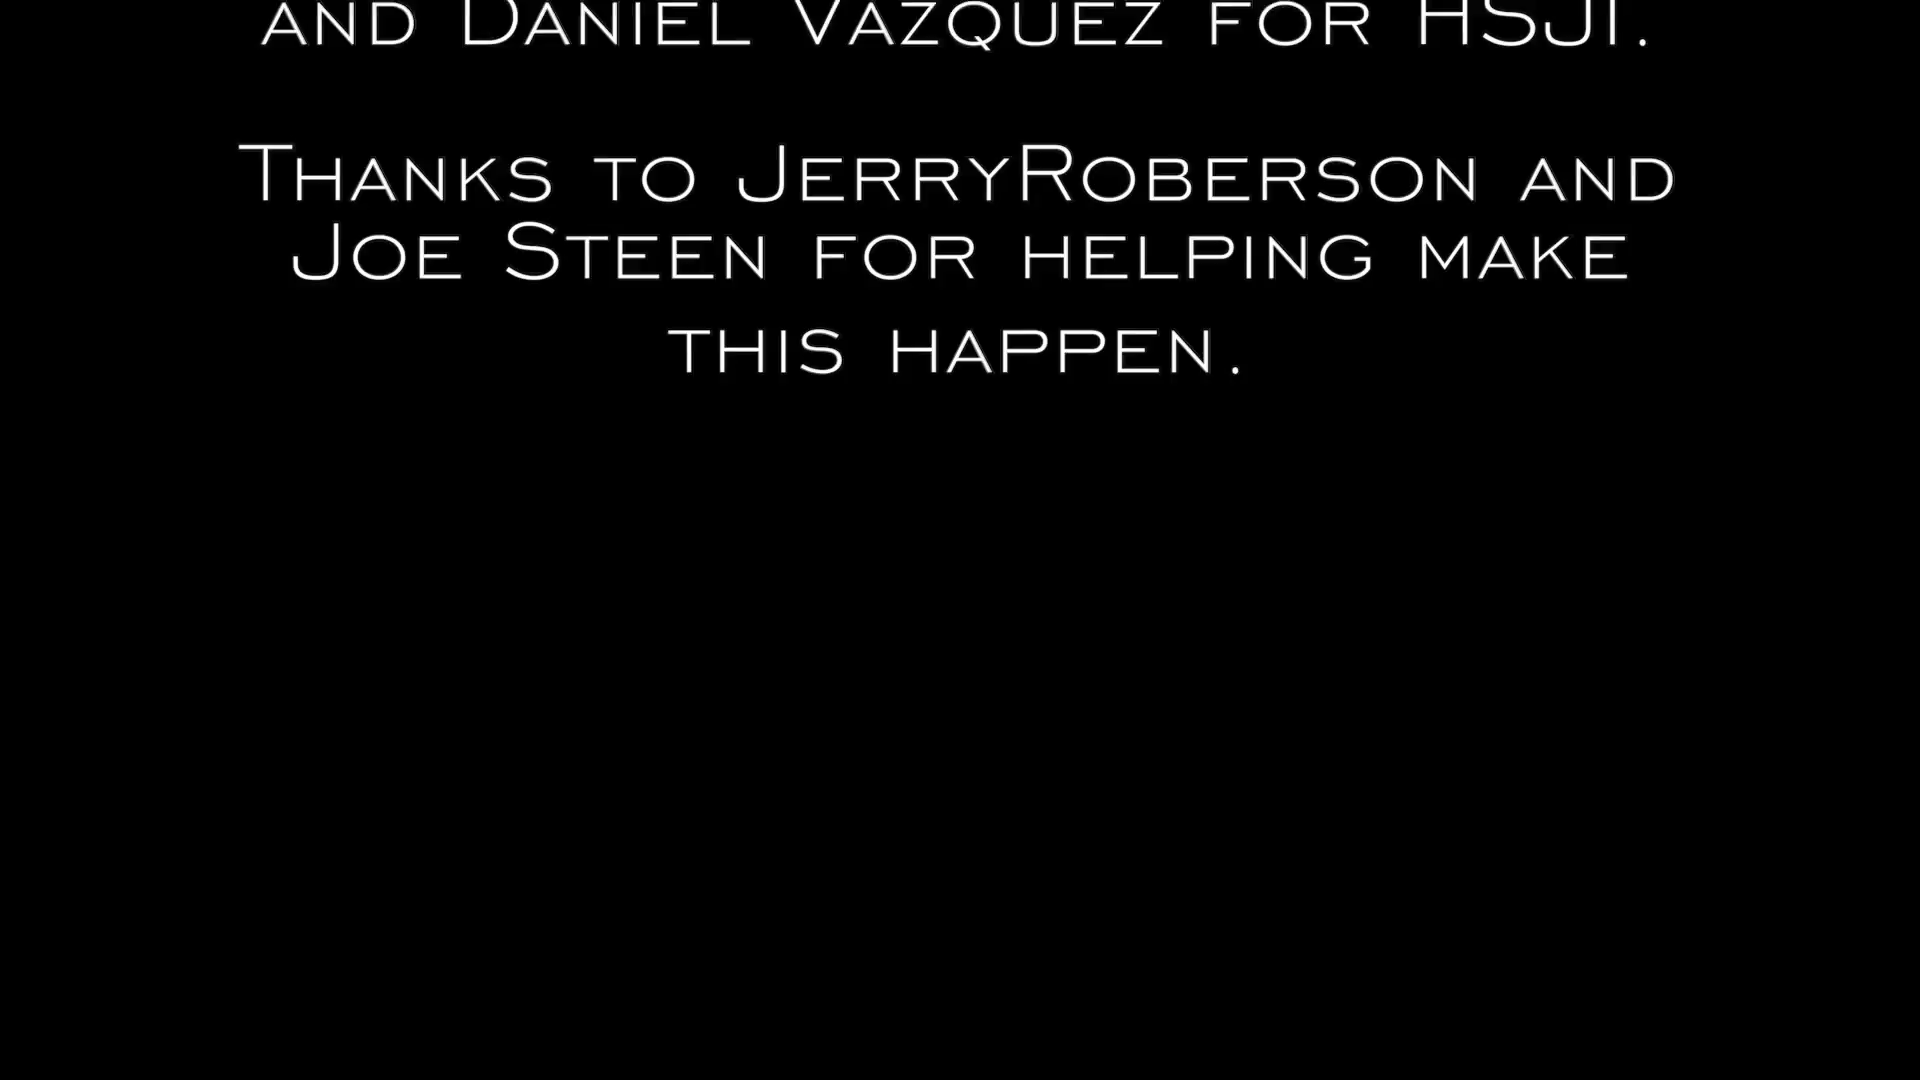 and Daniel Vazquez for HSJI.
Thanks to JerryRoberson and
Joe Steen for helping make
this happen.